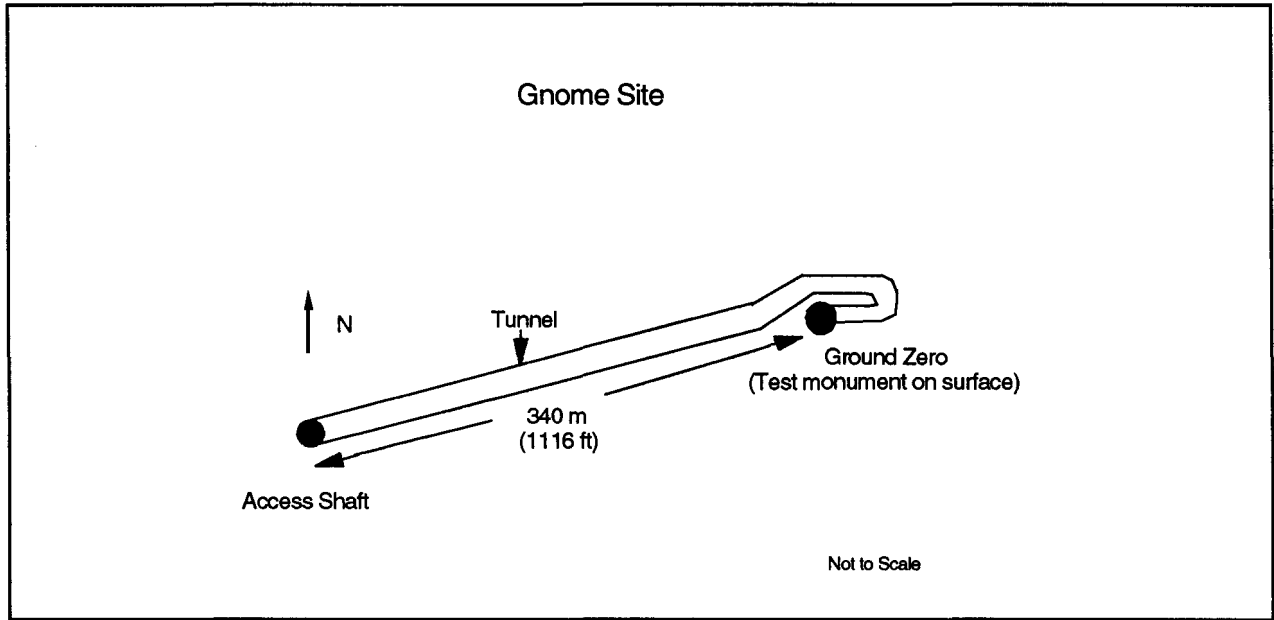 Gnome Site
N
Tunnel
Ground Zero
(Test monument on surface)
340 m
(1116 ft)
Access Shaft
Not to Scale